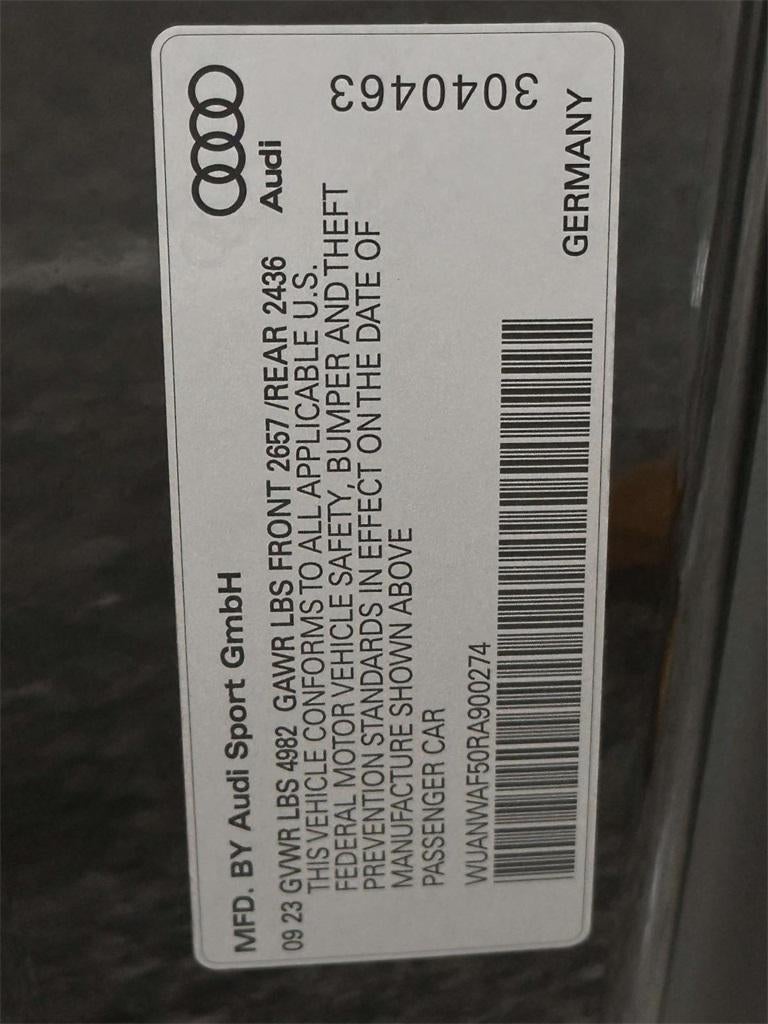 MFD. BY Audi Sport GmbH
Audi
09 23 GVWR LBS 4982 GAWR LBS FRONT 2657 /REAR 2436
THIS VEHICLE CONFORMS TO ALL APPLICABLE U.S.
FEDERAL MOTOR VEHICLE SAFETY, BUMPER AND THEFT
PREVENTION STANDARDS IN EFFECT ON THE DATE OF
MANUFACTURE SHOWN ABOVE
PASSENGER CAR
3040463
WUANWAF50RA900274
GERMANY